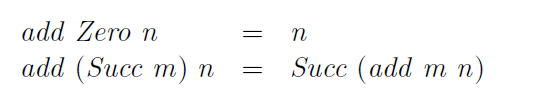 add Zero n = n
add (Succ m) n = Succ (add m n)